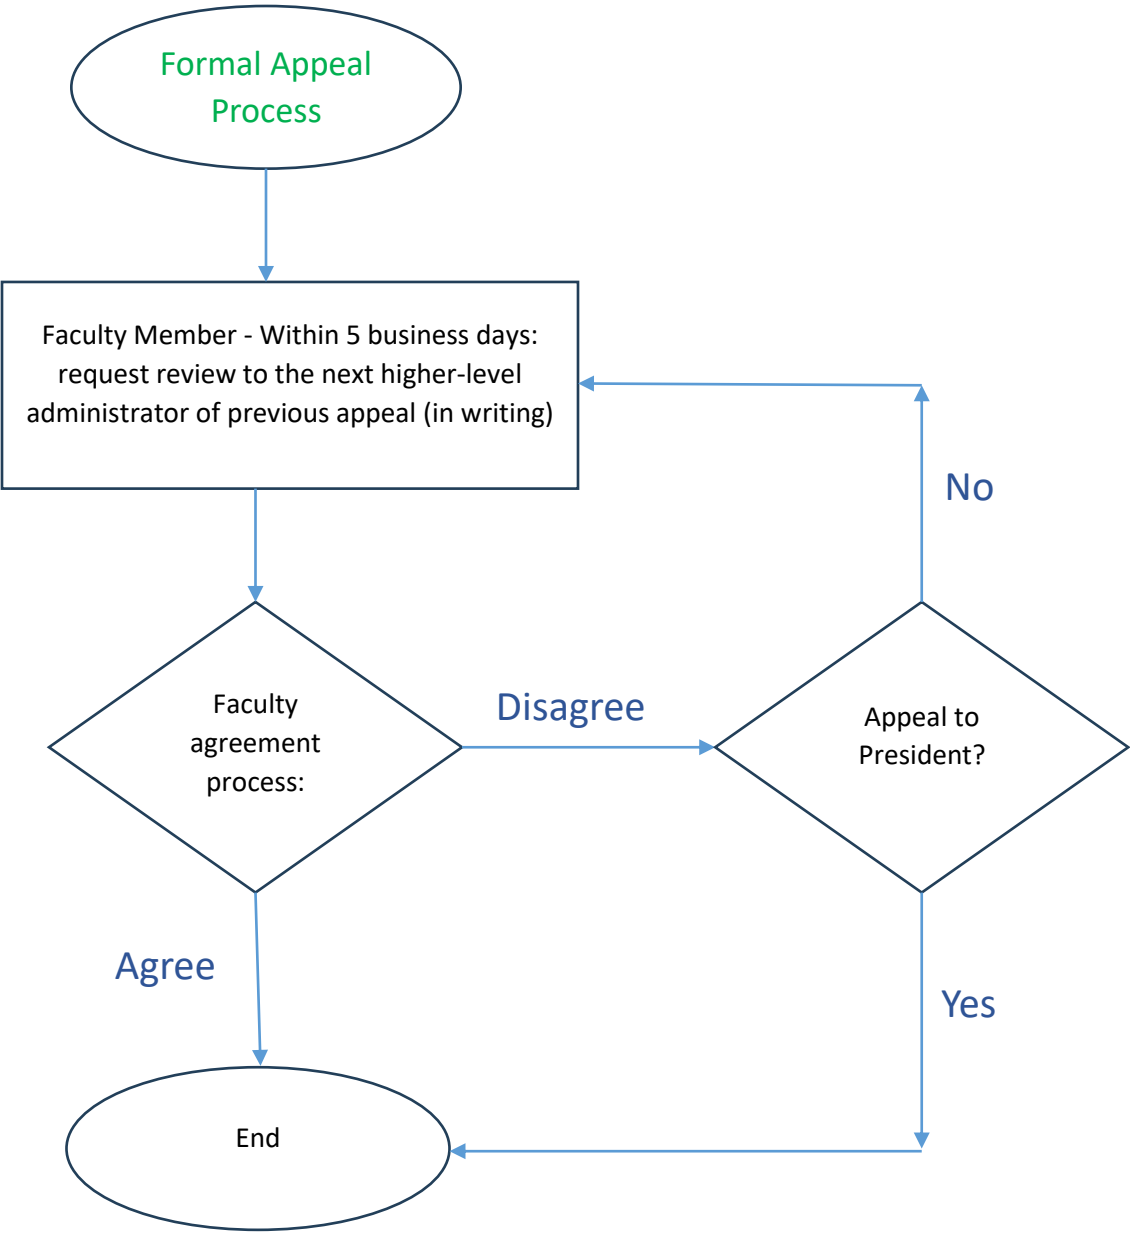 Formal Appeal
Process
Faculty Member - Within 5 business days:
request review to the next higher-level
administrator of previous appeal (in writing)
No
Faculty
agreement
process:
Disagree
Appeal to
President?
Agree
Yes
End